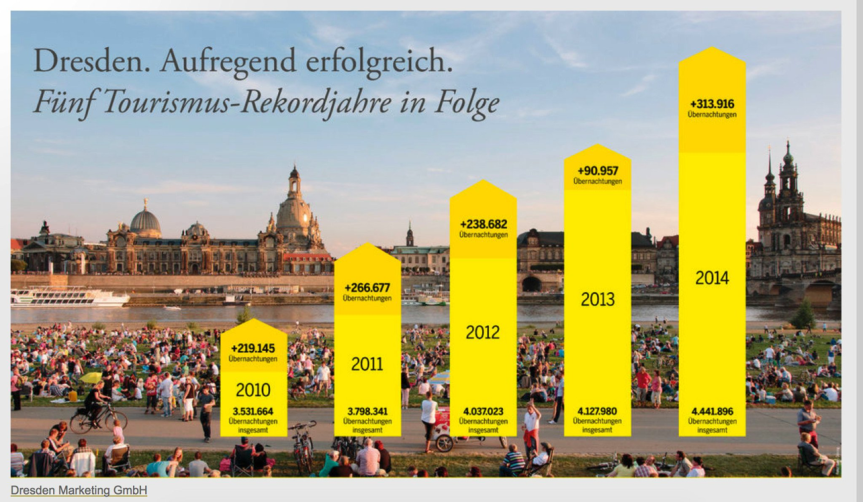 Dresden. Aufregend erfolgreich.
Fünf Tourismus-Rekordjahre in Folge
+219.145
Übernachtungen
2010
3.531.664
Übernachtungen
insgesamt
+266.677
Übernachtungen
2011
3.798.341
Übernachtungen
insgesamt
+238.682
Übernachtungen
2012
4.037.023
Übernachtungen
insgesamt
+90.957
Übernachtungen
2013
4.127.980
Übernachtungen
insgesamt
+313.916
Übernachtungen
2014
4.441.896
Übernachtungen
insgesamt
Dresden Marketing GmbH